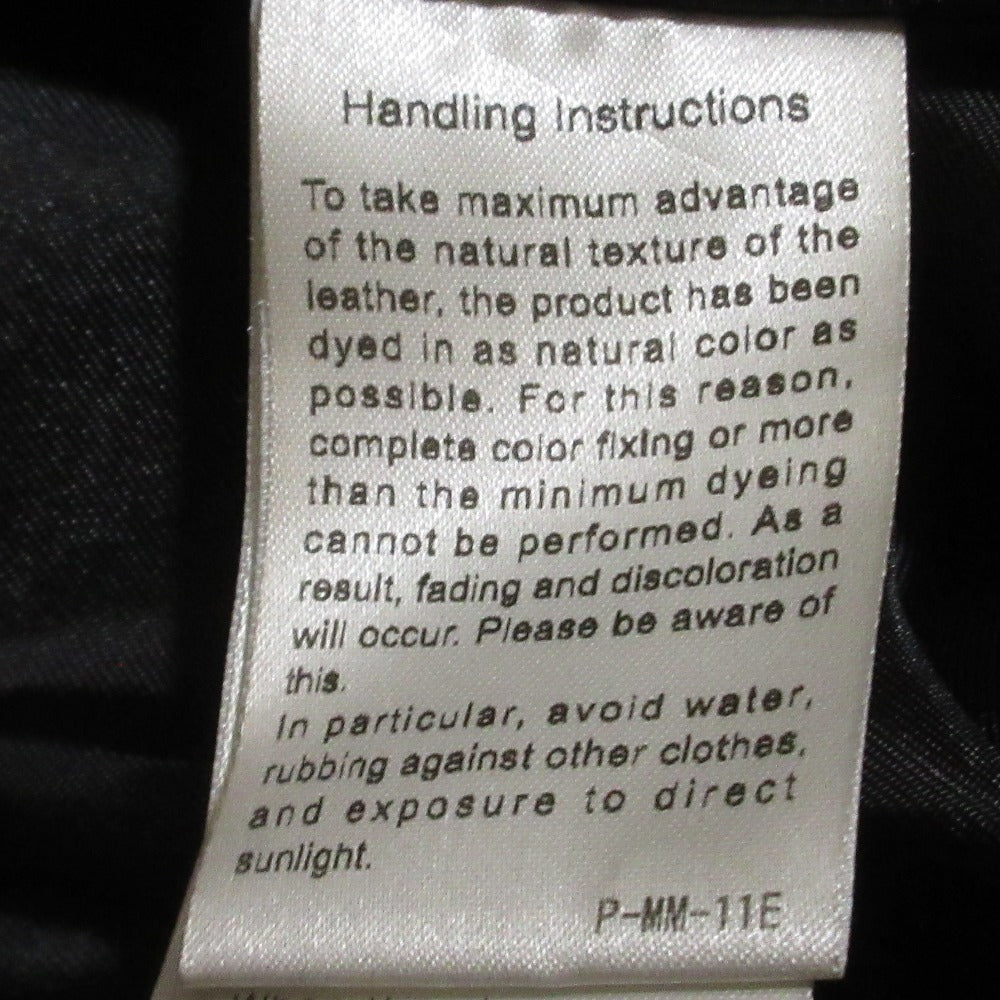 Handling Instructions
To take maximum advantage
of the natural texture of the
leather, the product has been
dyed in as natural color as
possible. For this reason,
complete color fixing or more
than the minimum dyeing
cannot be performed. As a
result, fading and discoloration
will occur. Please be aware of
this.
In particular, avoid water,
rubbing against other clothes,
and exposure to direct
sunlight.
P-MM-11E